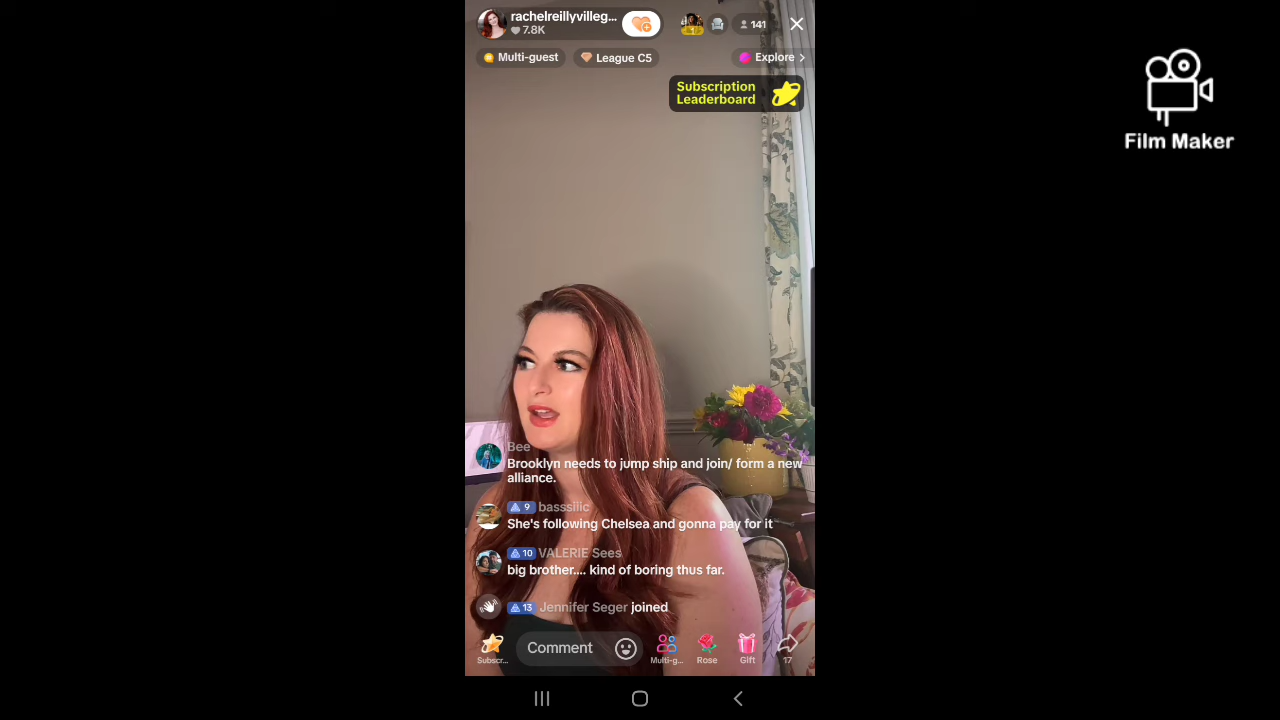 rachelreillyvilleg...
7.8K
141
Multi-guest
League C5
Explore >
Subscription
Leaderboard
Film Maker
Bee
Brooklyn needs to jump ship and join/ form a new
alliance.
9 basssiiic
She's following Chelsea and gonna pay for it
10 VALERIE Sees
big brother.... kind of boring thus far.
13 Jennifer Seger joined
Comment
Subscr...
Multi-g...
Rose
Gift
17